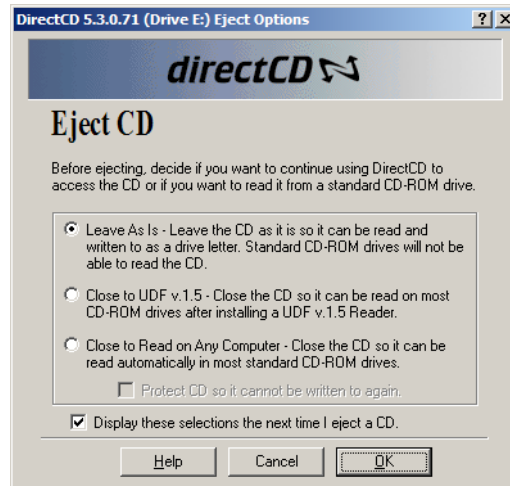 DirectCD 5.3.0.71 (Drive E:) Eject Options
directCD
Eject CD
Before ejecting, decide if you want to continue using DirectCD to
access the CD or if you want to read it from a standard CD-ROM drive.
Leave As Is - Leave the CD as it is so it can be read and
written to as a drive letter. Standard CD-ROM drives will not be
able to read the CD.
Close to UDF v.1.5 - Close the CD so it can be read on most
CD-ROM drives after installing a UDF v.1.5 Reader.
Close to Read on Any Computer - Close the CD so it can be
read automatically in most standard CD-ROM drives.
Protect CD so it cannot be written to again.
Display these selections the next time I eject a CD.
Help Cancel OK